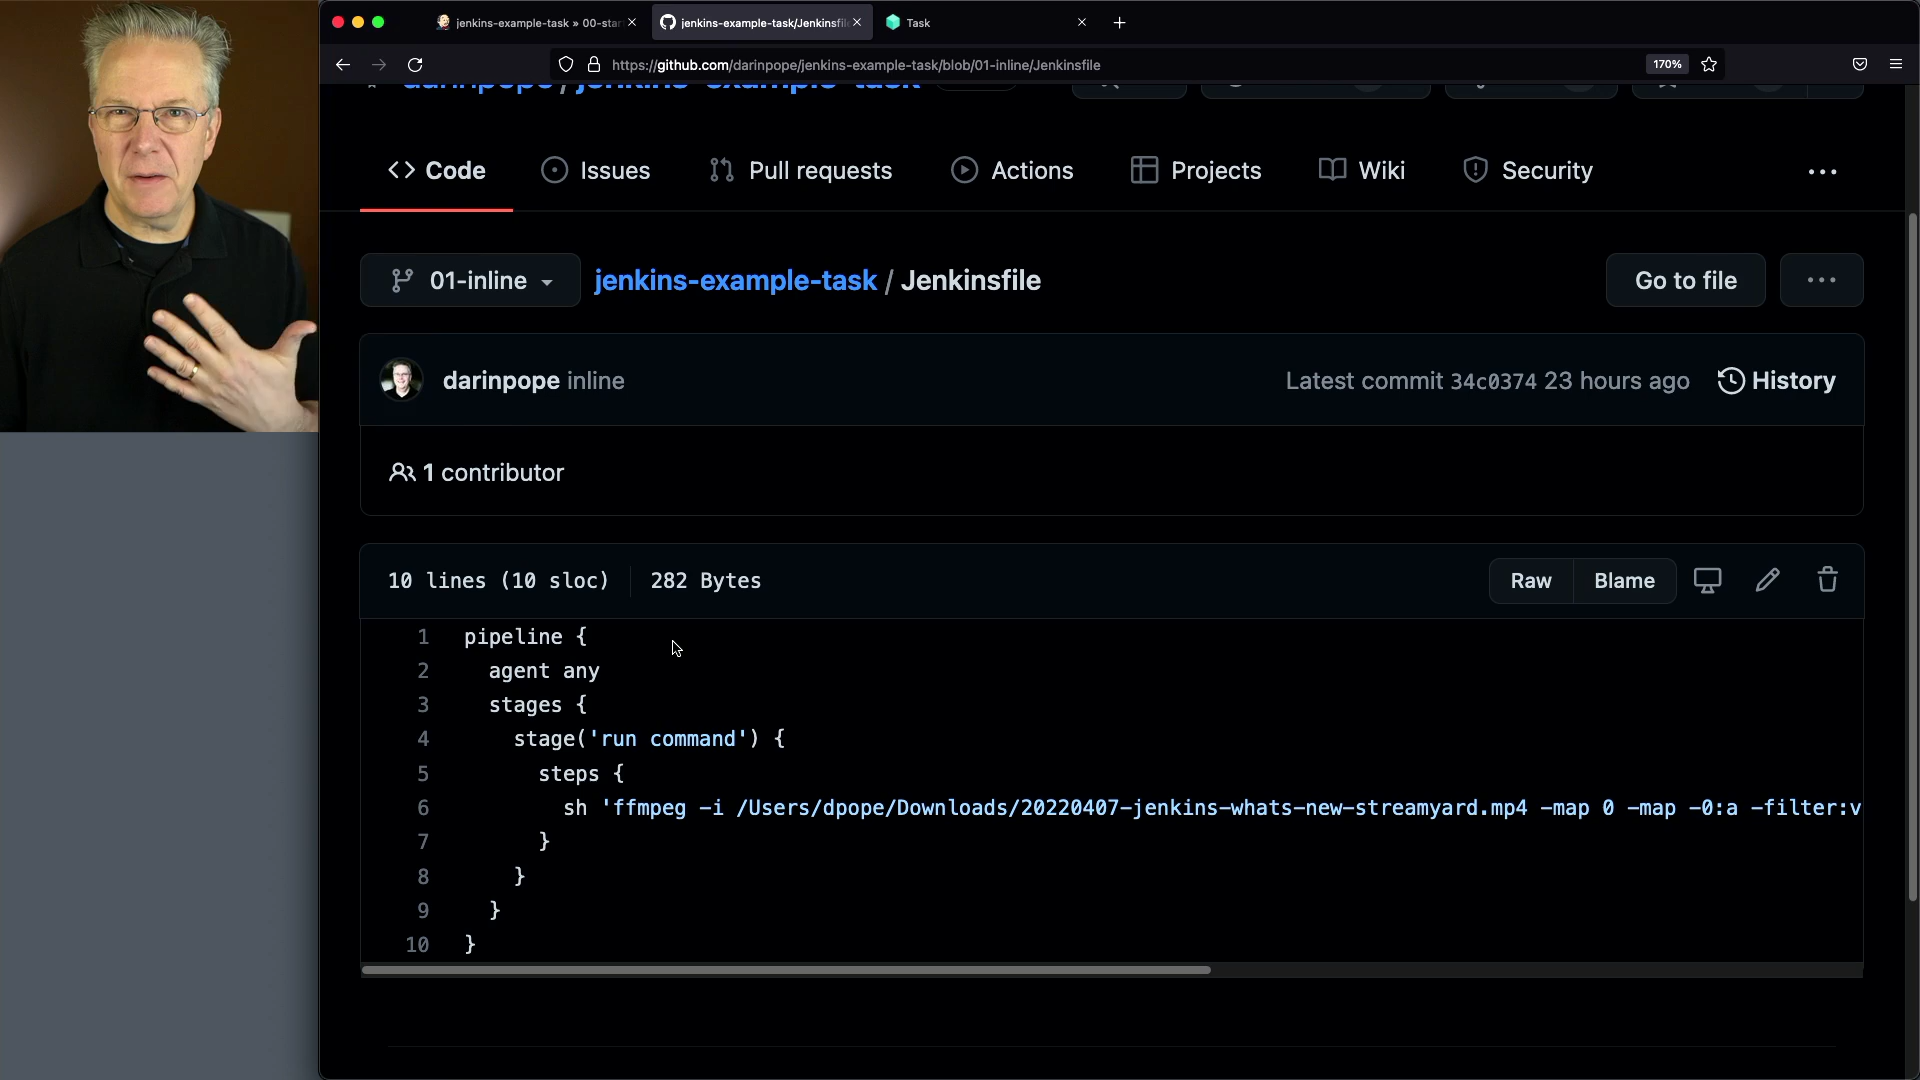 jenkins-example-task » 00-star
jenkins-example-task/Jenkinsfil
Task
https://github.com/darinpope/jenkins-example-task/blob/01-inline/Jenkinsfile
170%
darinpope / jenkins-example-task
Code
Issues
Pull requests
Actions
Projects
Wiki
Security
01-inline
jenkins-example-task / Jenkinsfile
Go to file
darinpope inline
Latest commit 34c0374 23 hours ago
History
1 contributor
10 lines (10 sloc)
282 Bytes
Raw
Blame
1 pipeline {
2 agent any
3 stages {
4 stage('run command') {
5 steps {
6 sh 'ffmpeg -i /Users/dpope/Downloads/20220407-jenkins-whats-new-streamyard.mp4 -map 0 -map -0:a -filter:v
7 }
8 }
9 }
10 }